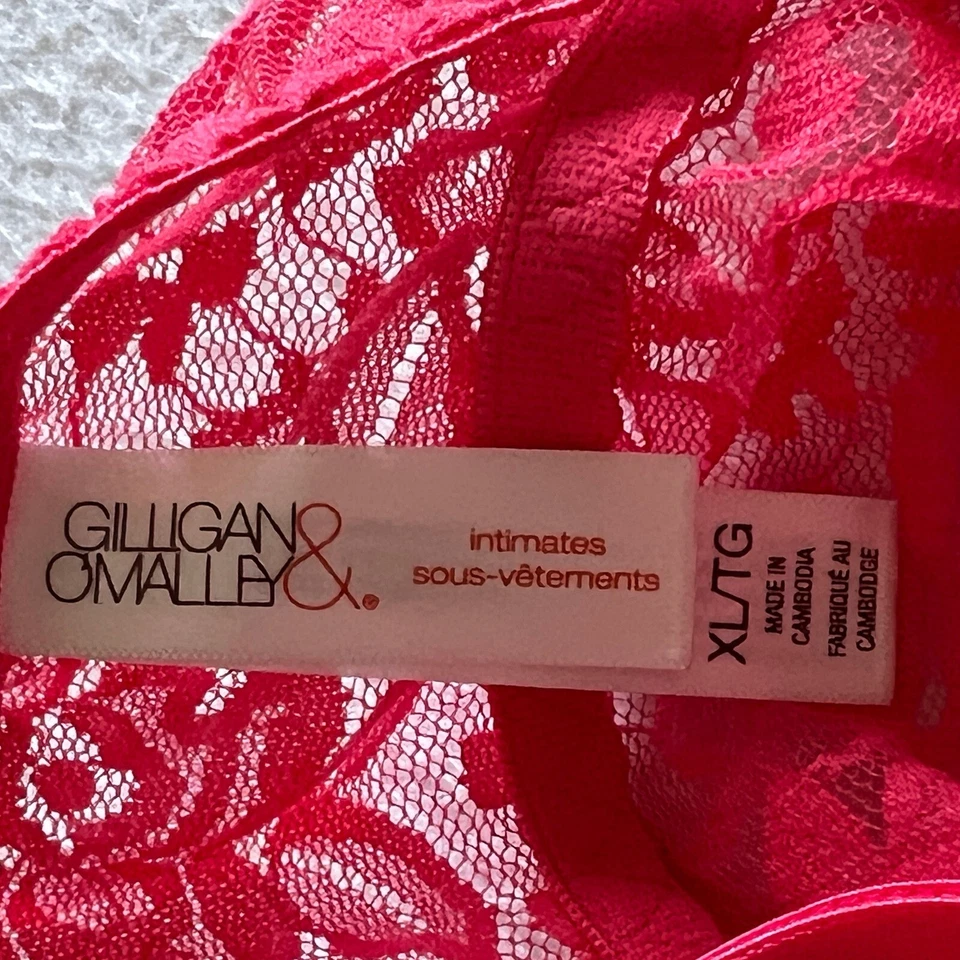 GILLIGAN &
O'MALLEY.
intimates
sous-vêtements
XL/TG
MADE IN
CAMBODIA
FABRIQUÉ AU
CAMBODGE